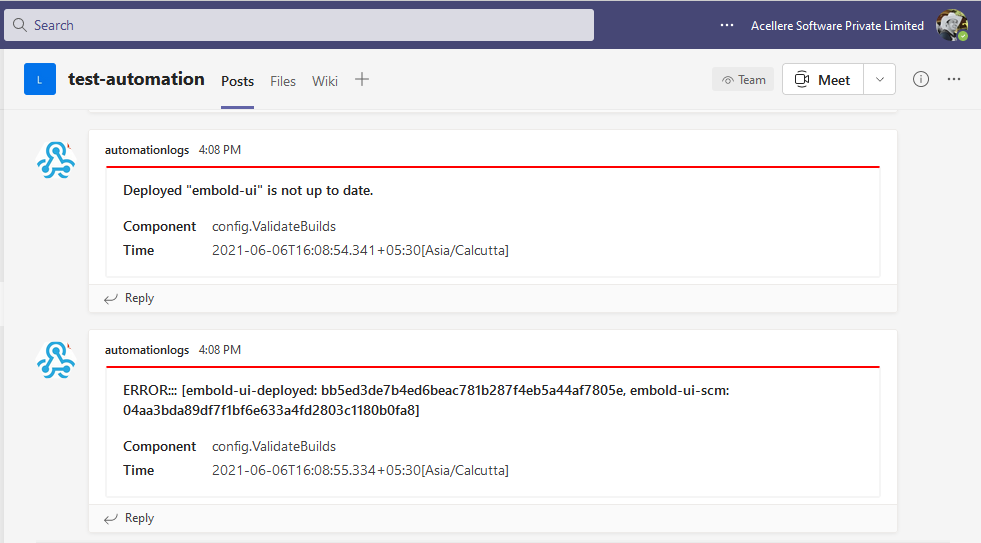 Search
Acellere Software Private Limited
L
test-automation Posts Files Wiki
Team
Meet
automationlogs 4:08 PM
Deployed "embold-ui" is not up to date.
Component config.ValidateBuilds
Time 2021-06-06T16:08:54.341+05:30[Asia/Calcutta]
Reply
automationlogs 4:08 PM
ERROR::: [embold-ui-deployed: bb5ed3de7b4ed6beac781b287f4eb5a44af7805e, embold-ui-scm:
04aa3bda89df7f1bf6e633a4fd2803c1180b0fa8]
Component config.ValidateBuilds
Time 2021-06-06T16:08:55.334+05:30[Asia/Calcutta]
Reply